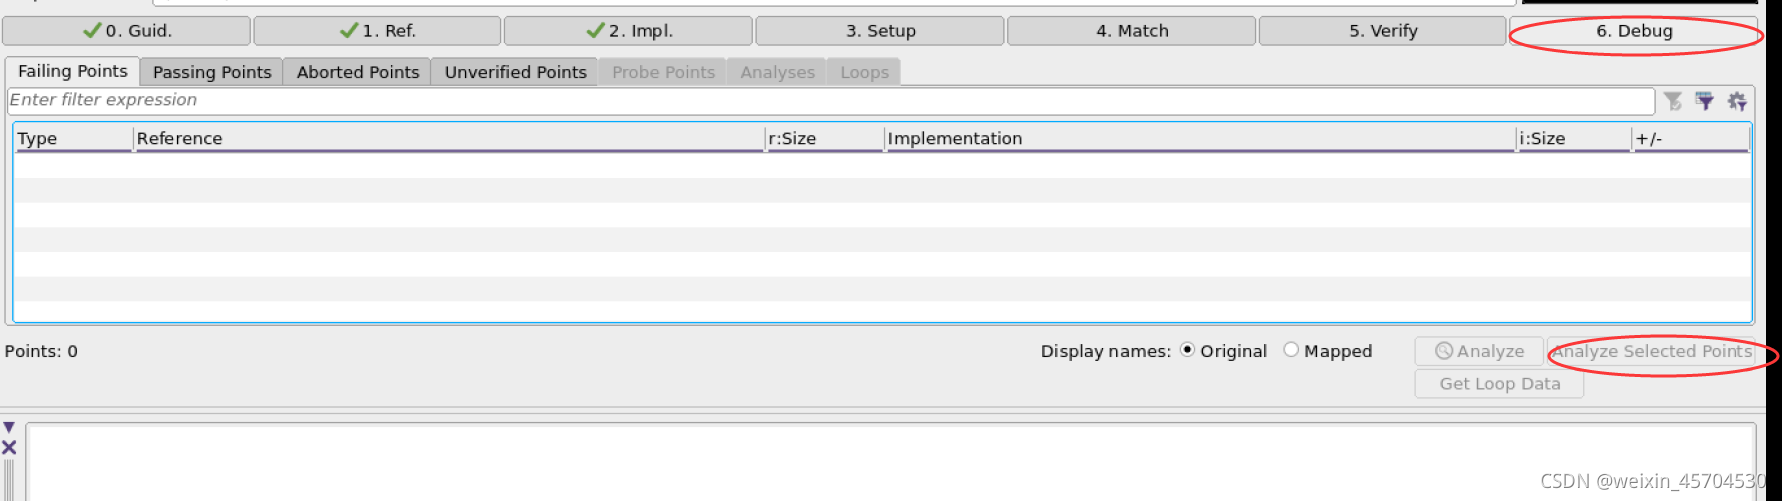 0. Guid. 1. Ref. 2. Impl. 3. Setup 4. Match 5. Verify 6. Debug
Failing Points Passing Points Aborted Points Unverified Points Probe Points Analyses Loops
Enter filter expression
Type Reference r:Size Implementation i:Size +/-
Points: 0 Display names: Original Mapped Analyze Analyze Selected Points
Get Loop Data
CSDN @weixin_45704530